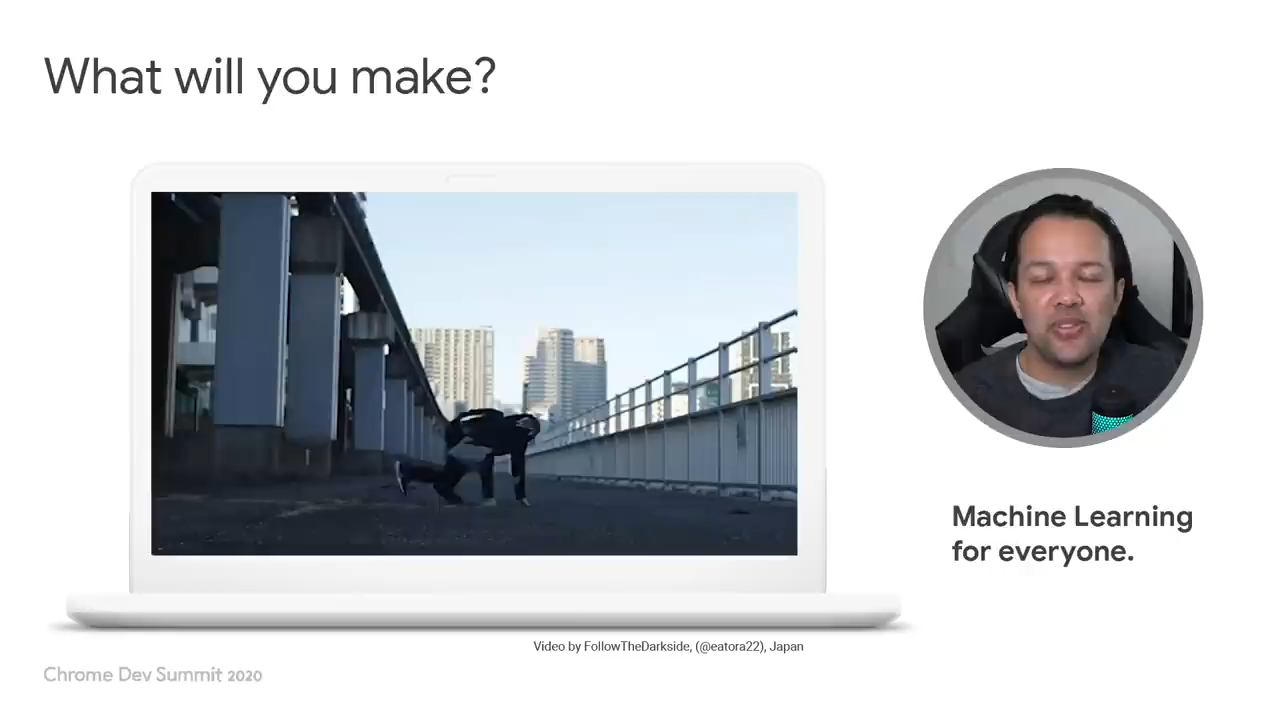 What will you make?
Machine Learning
for everyone.
Video by FollowTheDarkside, (@eatora22), Japan
Chrome Dev Summit 2020